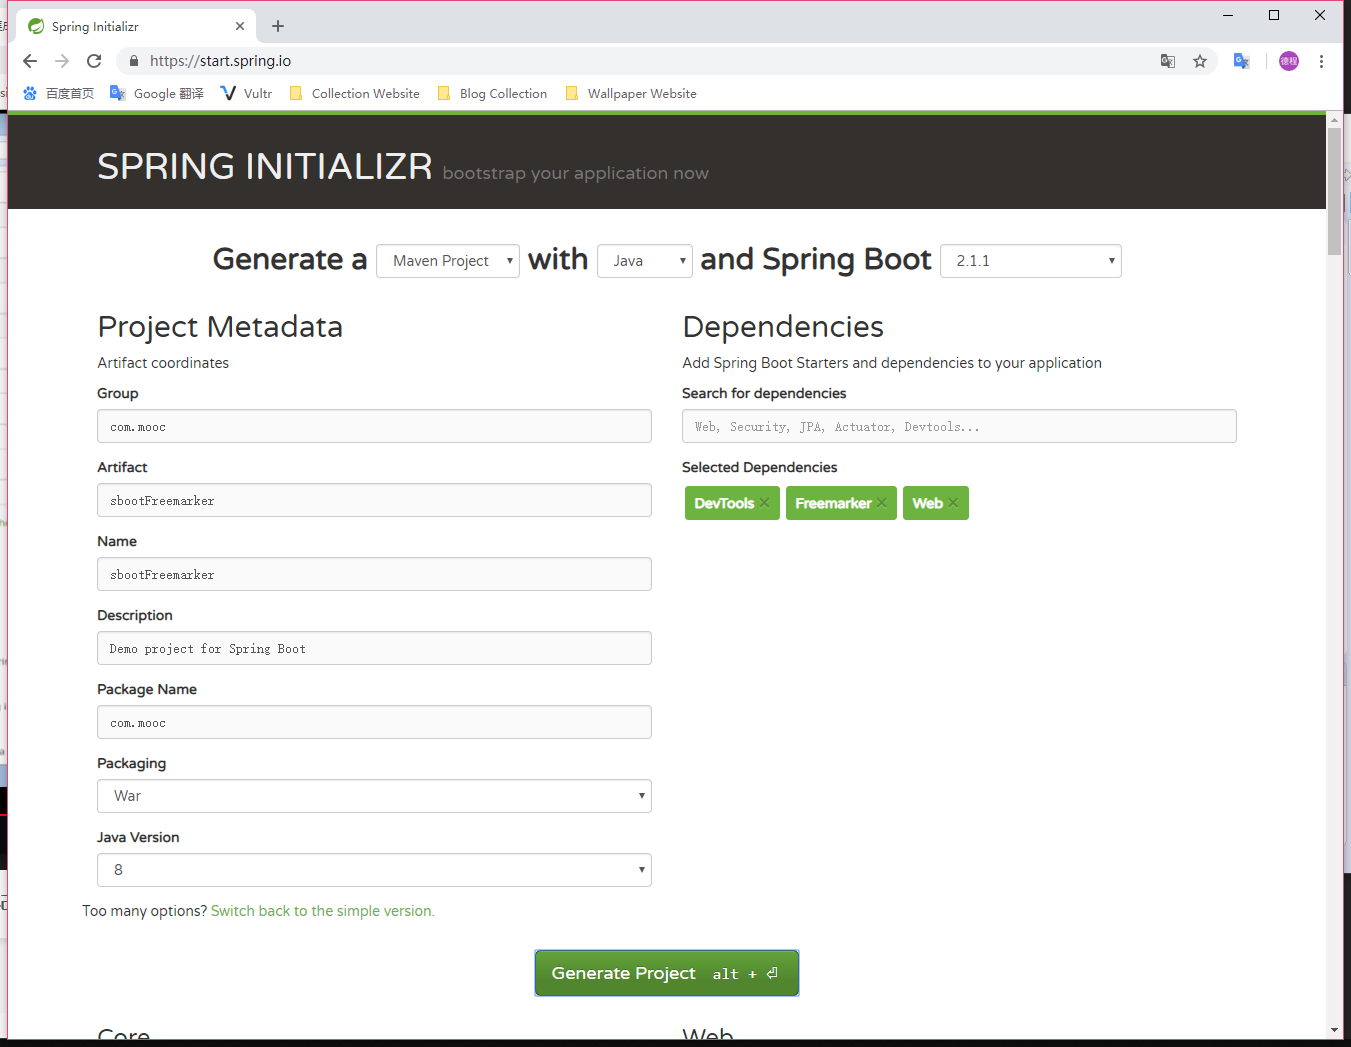 Spring Initializr
https://start.spring.io
德程
百度首页 Google 翻译 Vultr Collection Website Blog Collection Wallpaper Website
SPRING INITIALIZR bootstrap your application now
Generate a Maven Project with Java and Spring Boot 2.1.1
Project Metadata
Artifact coordinates
Group
com.mooc
Artifact
sbootFreemarker
Name
sbootFreemarker
Description
Demo project for Spring Boot
Package Name
com.mooc
Packaging
War
Java Version
8
Too many options? Switch back to the simple version.
Dependencies
Add Spring Boot Starters and dependencies to your application
Search for dependencies
Web, Security, JPA, Actuator, Devtools...
Selected Dependencies
DevTools Freemarker Web
Generate Project alt + ⏎
Core
Web